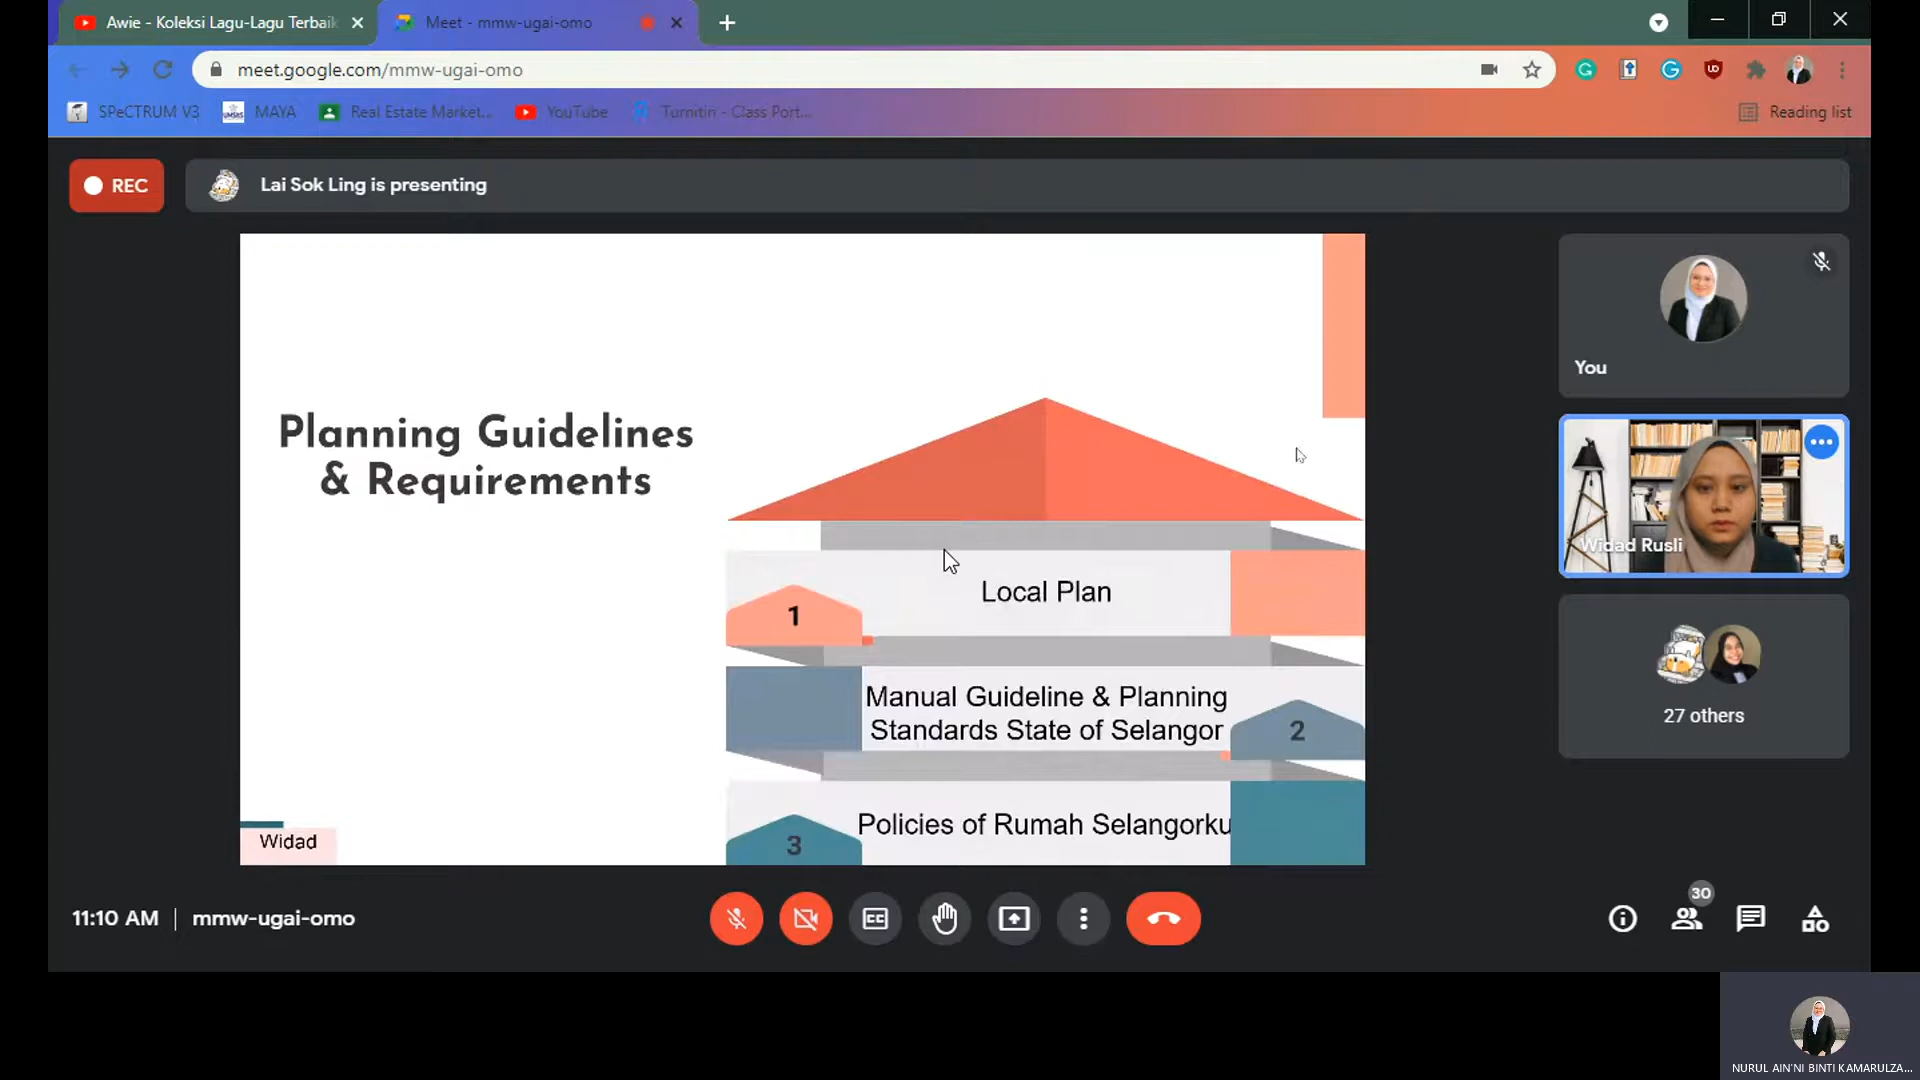 Awie - Koleksi Lagu-Lagu Terbaik
Meet - mmw-ugai-omo
meet.google.com/mmw-ugai-omo
SPeCTRUM V3
MAYA
Real Estate Market...
YouTube
Turnitin - Class Port...
Reading list
REC
Lai Sok Ling is presenting
You
Planning Guidelines
& Requirements
Widad Rusli
1
Local Plan
Manual Guideline & Planning
Standards State of Selangor
2
27 others
3
Policies of Rumah Selangorku
Widad
11:10 AM | mmw-ugai-omo
30
NURUL AIN'NI BINTI KAMARULZA...